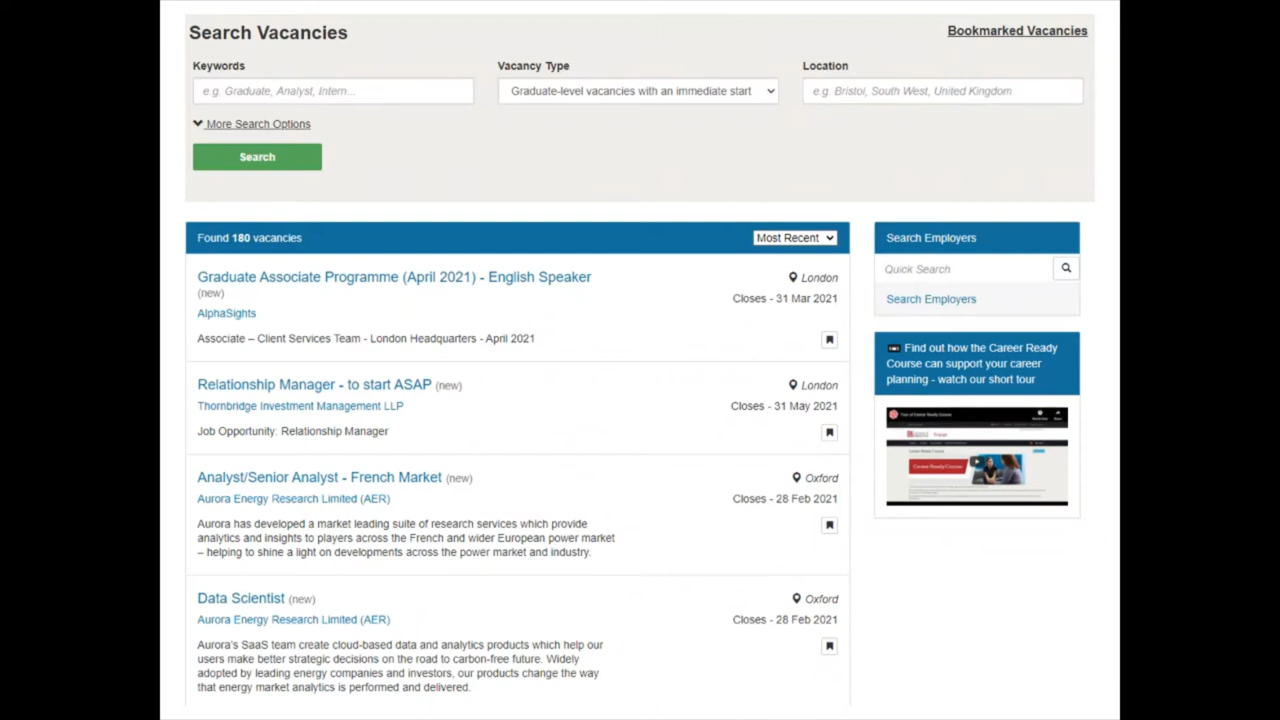 Search Vacancies
Bookmarked Vacancies
Keywords
Vacancy Type
Location
e.g. Graduate, Analyst, Intern...
Graduate-level vacancies with an immediate start
e.g. Bristol, South West, United Kingdom
More Search Options
Search
Found 180 vacancies
Most Recent
Graduate Associate Programme (April 2021) - English Speaker
(new)
London
AlphaSights
Closes - 31 Mar 2021
Associate – Client Services Team - London Headquarters - April 2021
Relationship Manager - to start ASAP (new)
London
Thornbridge Investment Management LLP
Closes - 31 May 2021
Job Opportunity: Relationship Manager
Analyst/Senior Analyst - French Market (new)
Oxford
Aurora Energy Research Limited (AER)
Closes - 28 Feb 2021
Aurora has developed a market leading suite of research services which provide
analytics and insights to players across the French and wider European power market
– helping to shine a light on developments across the power market and industry.
Data Scientist (new)
Oxford
Aurora Energy Research Limited (AER)
Closes - 28 Feb 2021
Aurora's SaaS team create cloud-based data and analytics products which help our
users make better strategic decisions on the road to carbon-free future. Widely
adopted by leading energy companies and investors, our products change the way
that energy market analytics is performed and delivered.
Search Employers
Quick Search
Search Employers
Find out how the Career Ready
Course can support your career
planning - watch our short tour
Tour of Career Ready Course
Career Ready Course